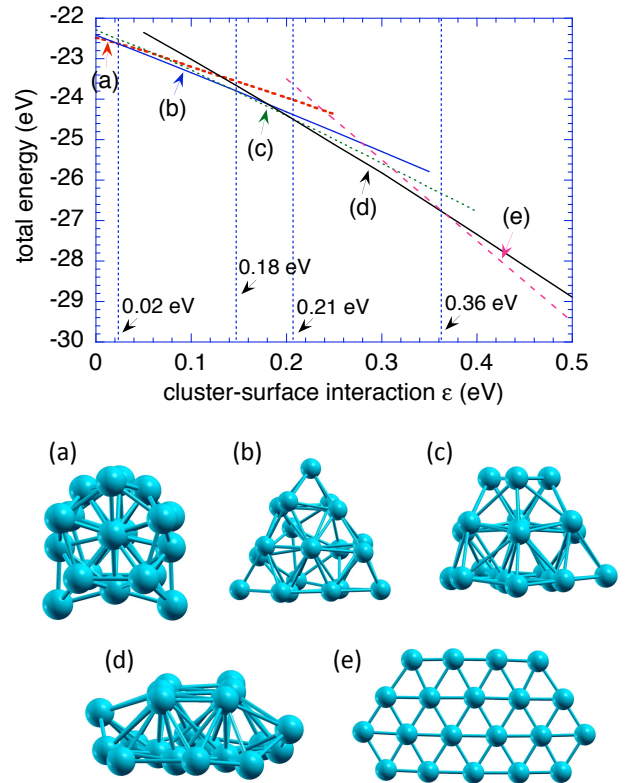 -22
-23
-24
-25
-26
-27
-28
-29
-30
total energy (eV)
(a)
(b)
(c)
(d)
(e)
0.18 eV
0.02 eV
0.21 eV
0.36 eV
0 0.1 0.2 0.3 0.4 0.5
cluster-surface interaction ε (eV)
(a) (b) (c)
(d) (e)